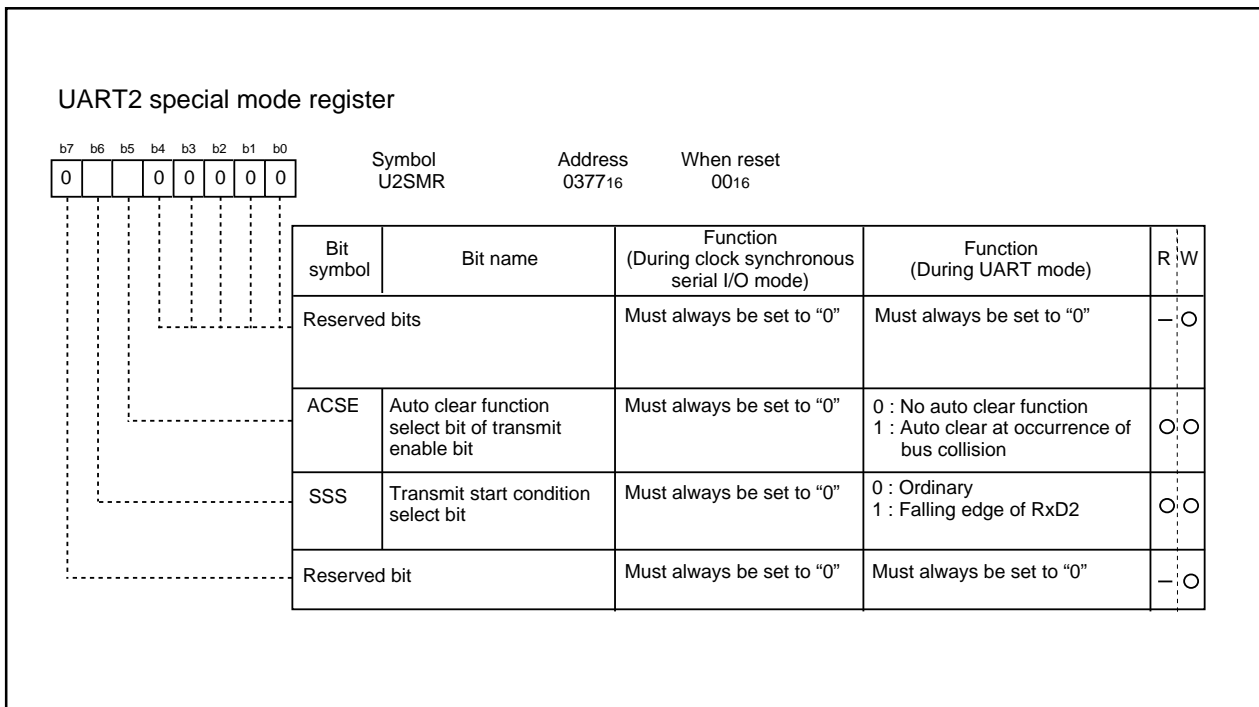 UART2 special mode register
b7 b6 b5 b4 b3 b2 b1 b0
Symbol Address When reset
0 0 0 0 0 0 U2SMR 037716 0016
Bit symbol Bit name Function (During clock synchronous serial I/O mode) Function (During UART mode) R W
Reserved bits Must always be set to “0” Must always be set to “0” –
ACSE Auto clear function select bit of transmit enable bit Must always be set to “0” 0 : No auto clear function
1 : Auto clear at occurrence of bus collision
SSS Transmit start condition select bit Must always be set to “0” 0 : Ordinary
1 : Falling edge of RxD2
Reserved bit Must always be set to “0” Must always be set to “0” –